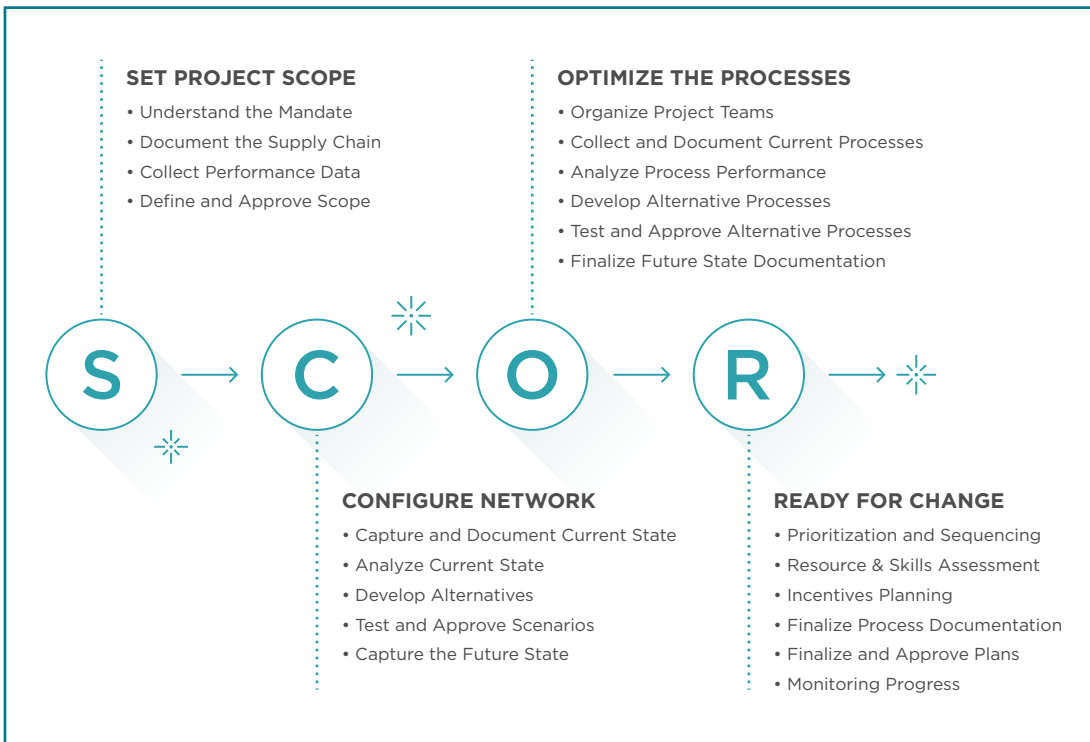 SET PROJECT SCOPE
• Understand the Mandate
• Document the Supply Chain
• Collect Performance Data
• Define and Approve Scope
OPTIMIZE THE PROCESSES
• Organize Project Teams
• Collect and Document Current Processes
• Analyze Process Performance
• Develop Alternative Processes
• Test and Approve Alternative Processes
• Finalize Future State Documentation
S
C
O
R
CONFIGURE NETWORK
• Capture and Document Current State
• Analyze Current State
• Develop Alternatives
• Test and Approve Scenarios
• Capture the Future State
READY FOR CHANGE
• Prioritization and Sequencing
• Resource & Skills Assessment
• Incentives Planning
• Finalize Process Documentation
• Finalize and Approve Plans
• Monitoring Progress